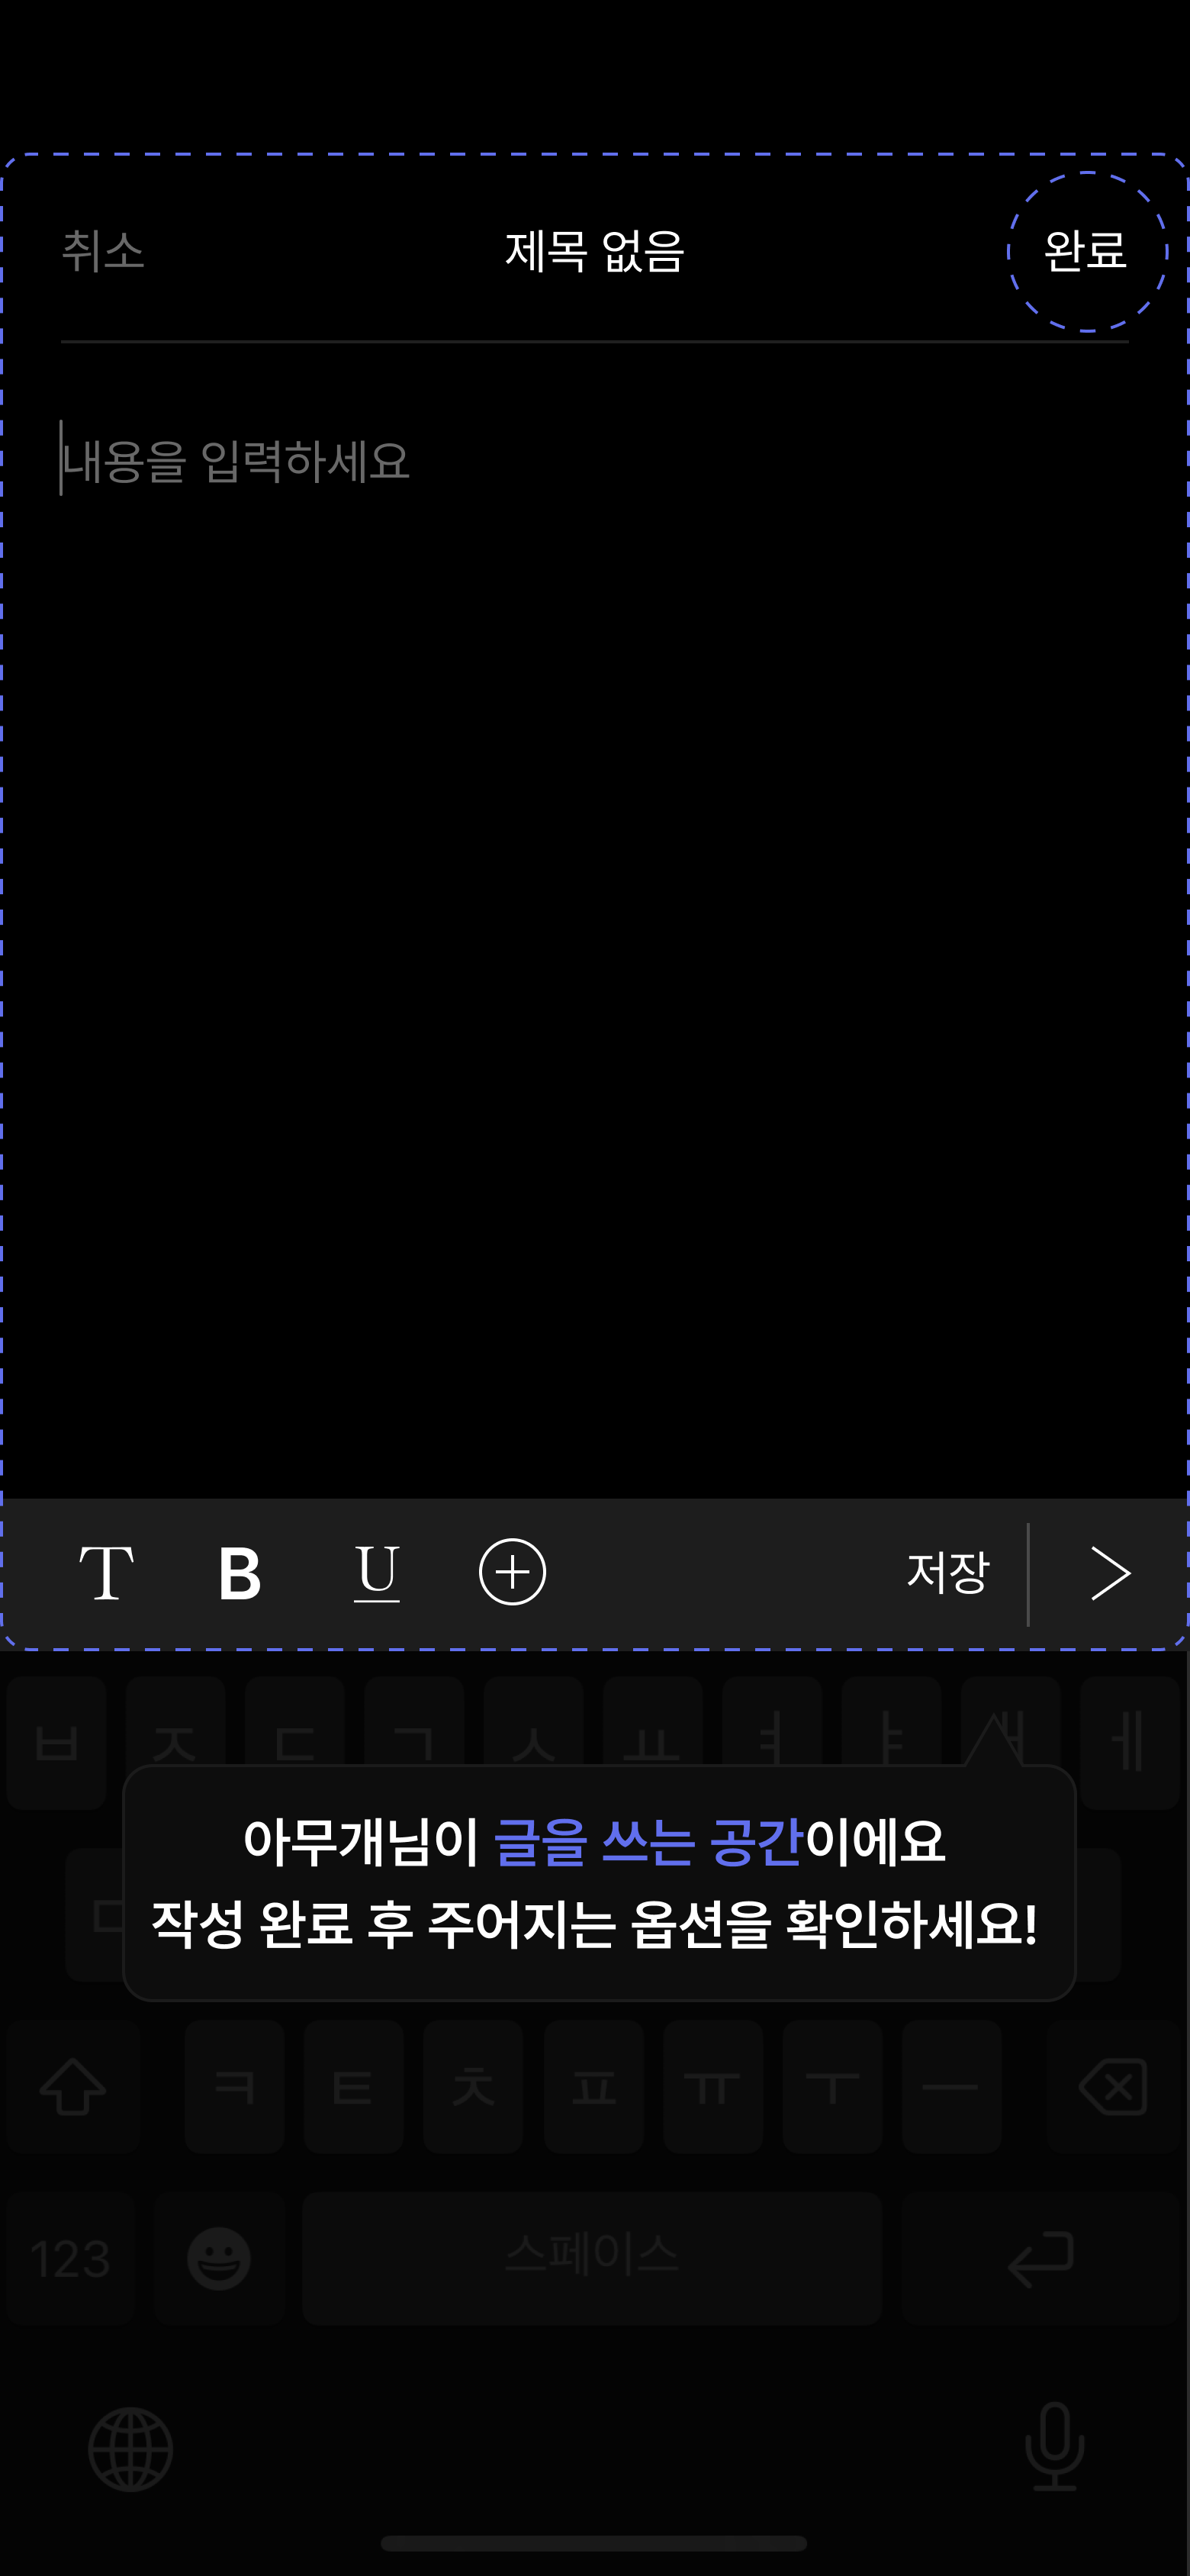 취소 제목 없음 완료
내용을 입력하세요
T B U 저장
ㅂ ㅈ ㄷ ㄱ ㅅ ㅛ ㅕ ㅑ ㅐ ㅔ
아무개님이 글을 쓰는 공간이에요
작성 완료 후 주어지는 옵션을 확인하세요!
ㅋ ㅌ ㅊ ㅍ ㅠ ㅜ ㅡ
123 스페이스